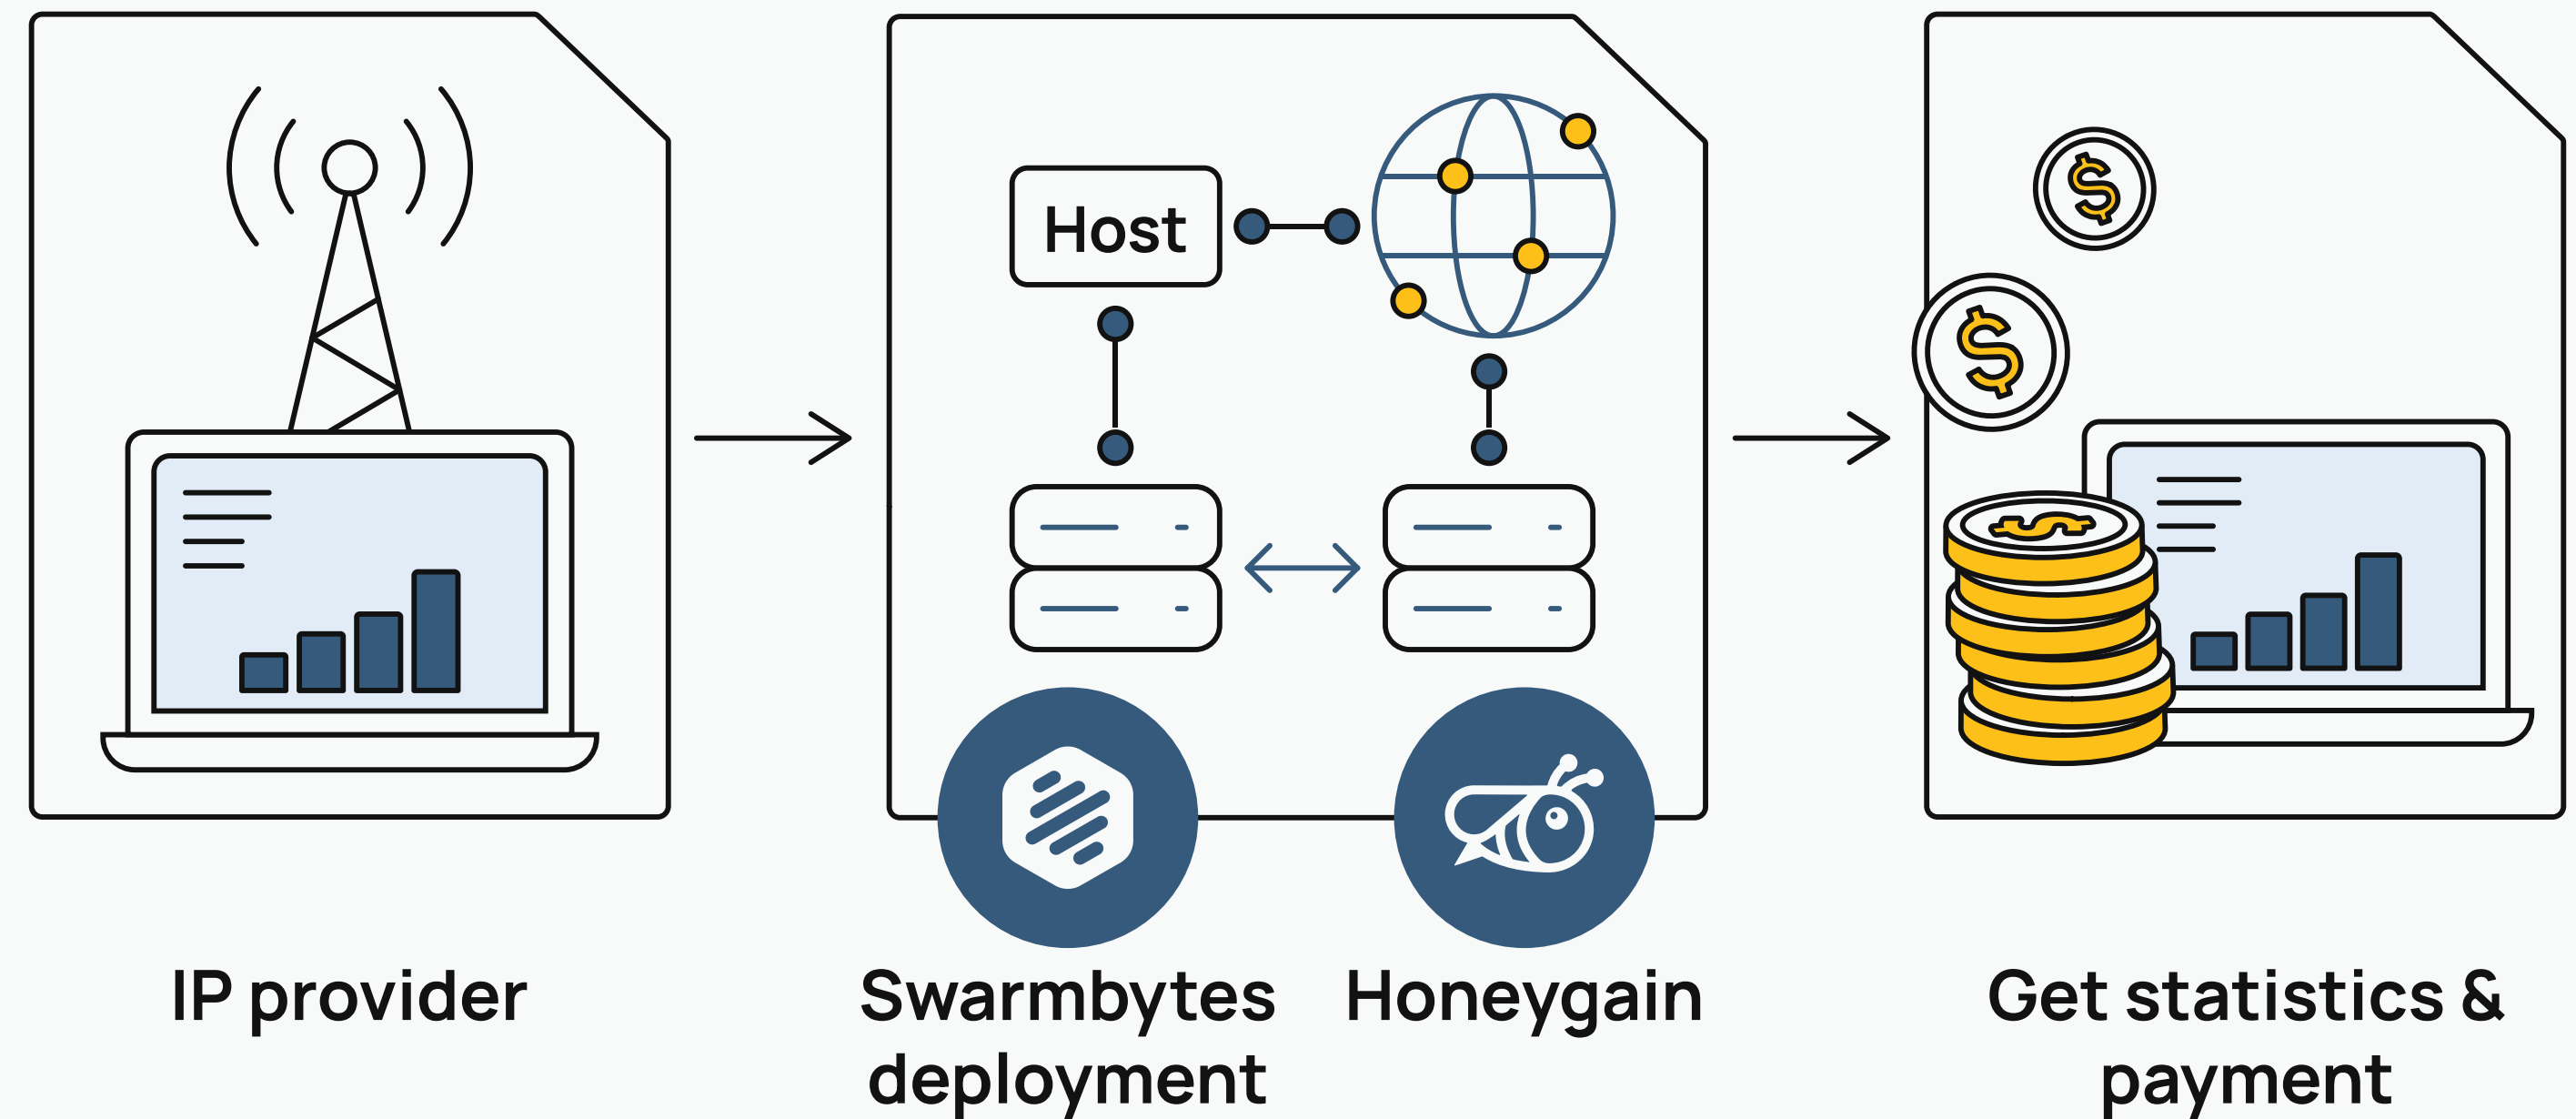 Host
IP provider
Swarmbytes
deployment
Honeygain
Get statistics &
payment